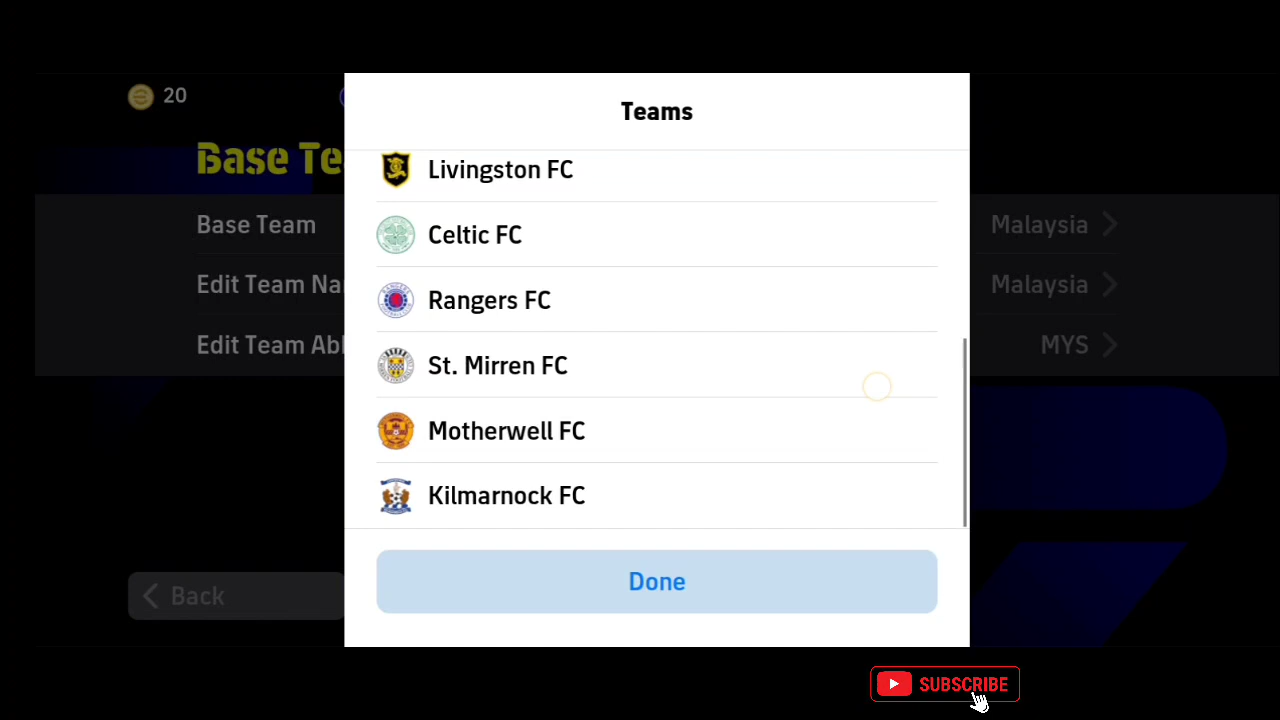 20
Teams
Base Te
Livingston FC
Base Team
Malaysia
Celtic FC
Edit Team Na
Malaysia
Rangers FC
Edit Team Ab
MYS
St. Mirren FC
Motherwell FC
Kilmarnock FC
Done
Back
SUBSCRIBE